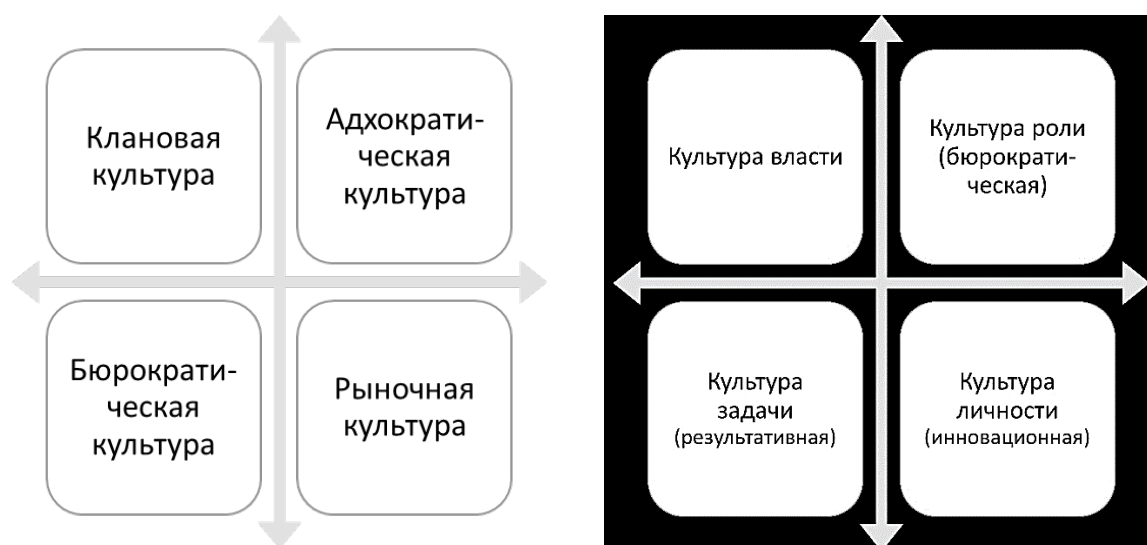 Клановая
культура
Адхократи-
ческая
культура
Бюрократи-
ческая
культура
Рыночная
культура
Культура власти
Культура роли
(бюрократи-
ческая)
Культура
задачи
(результативная)
Культура
личности
(инновационная)